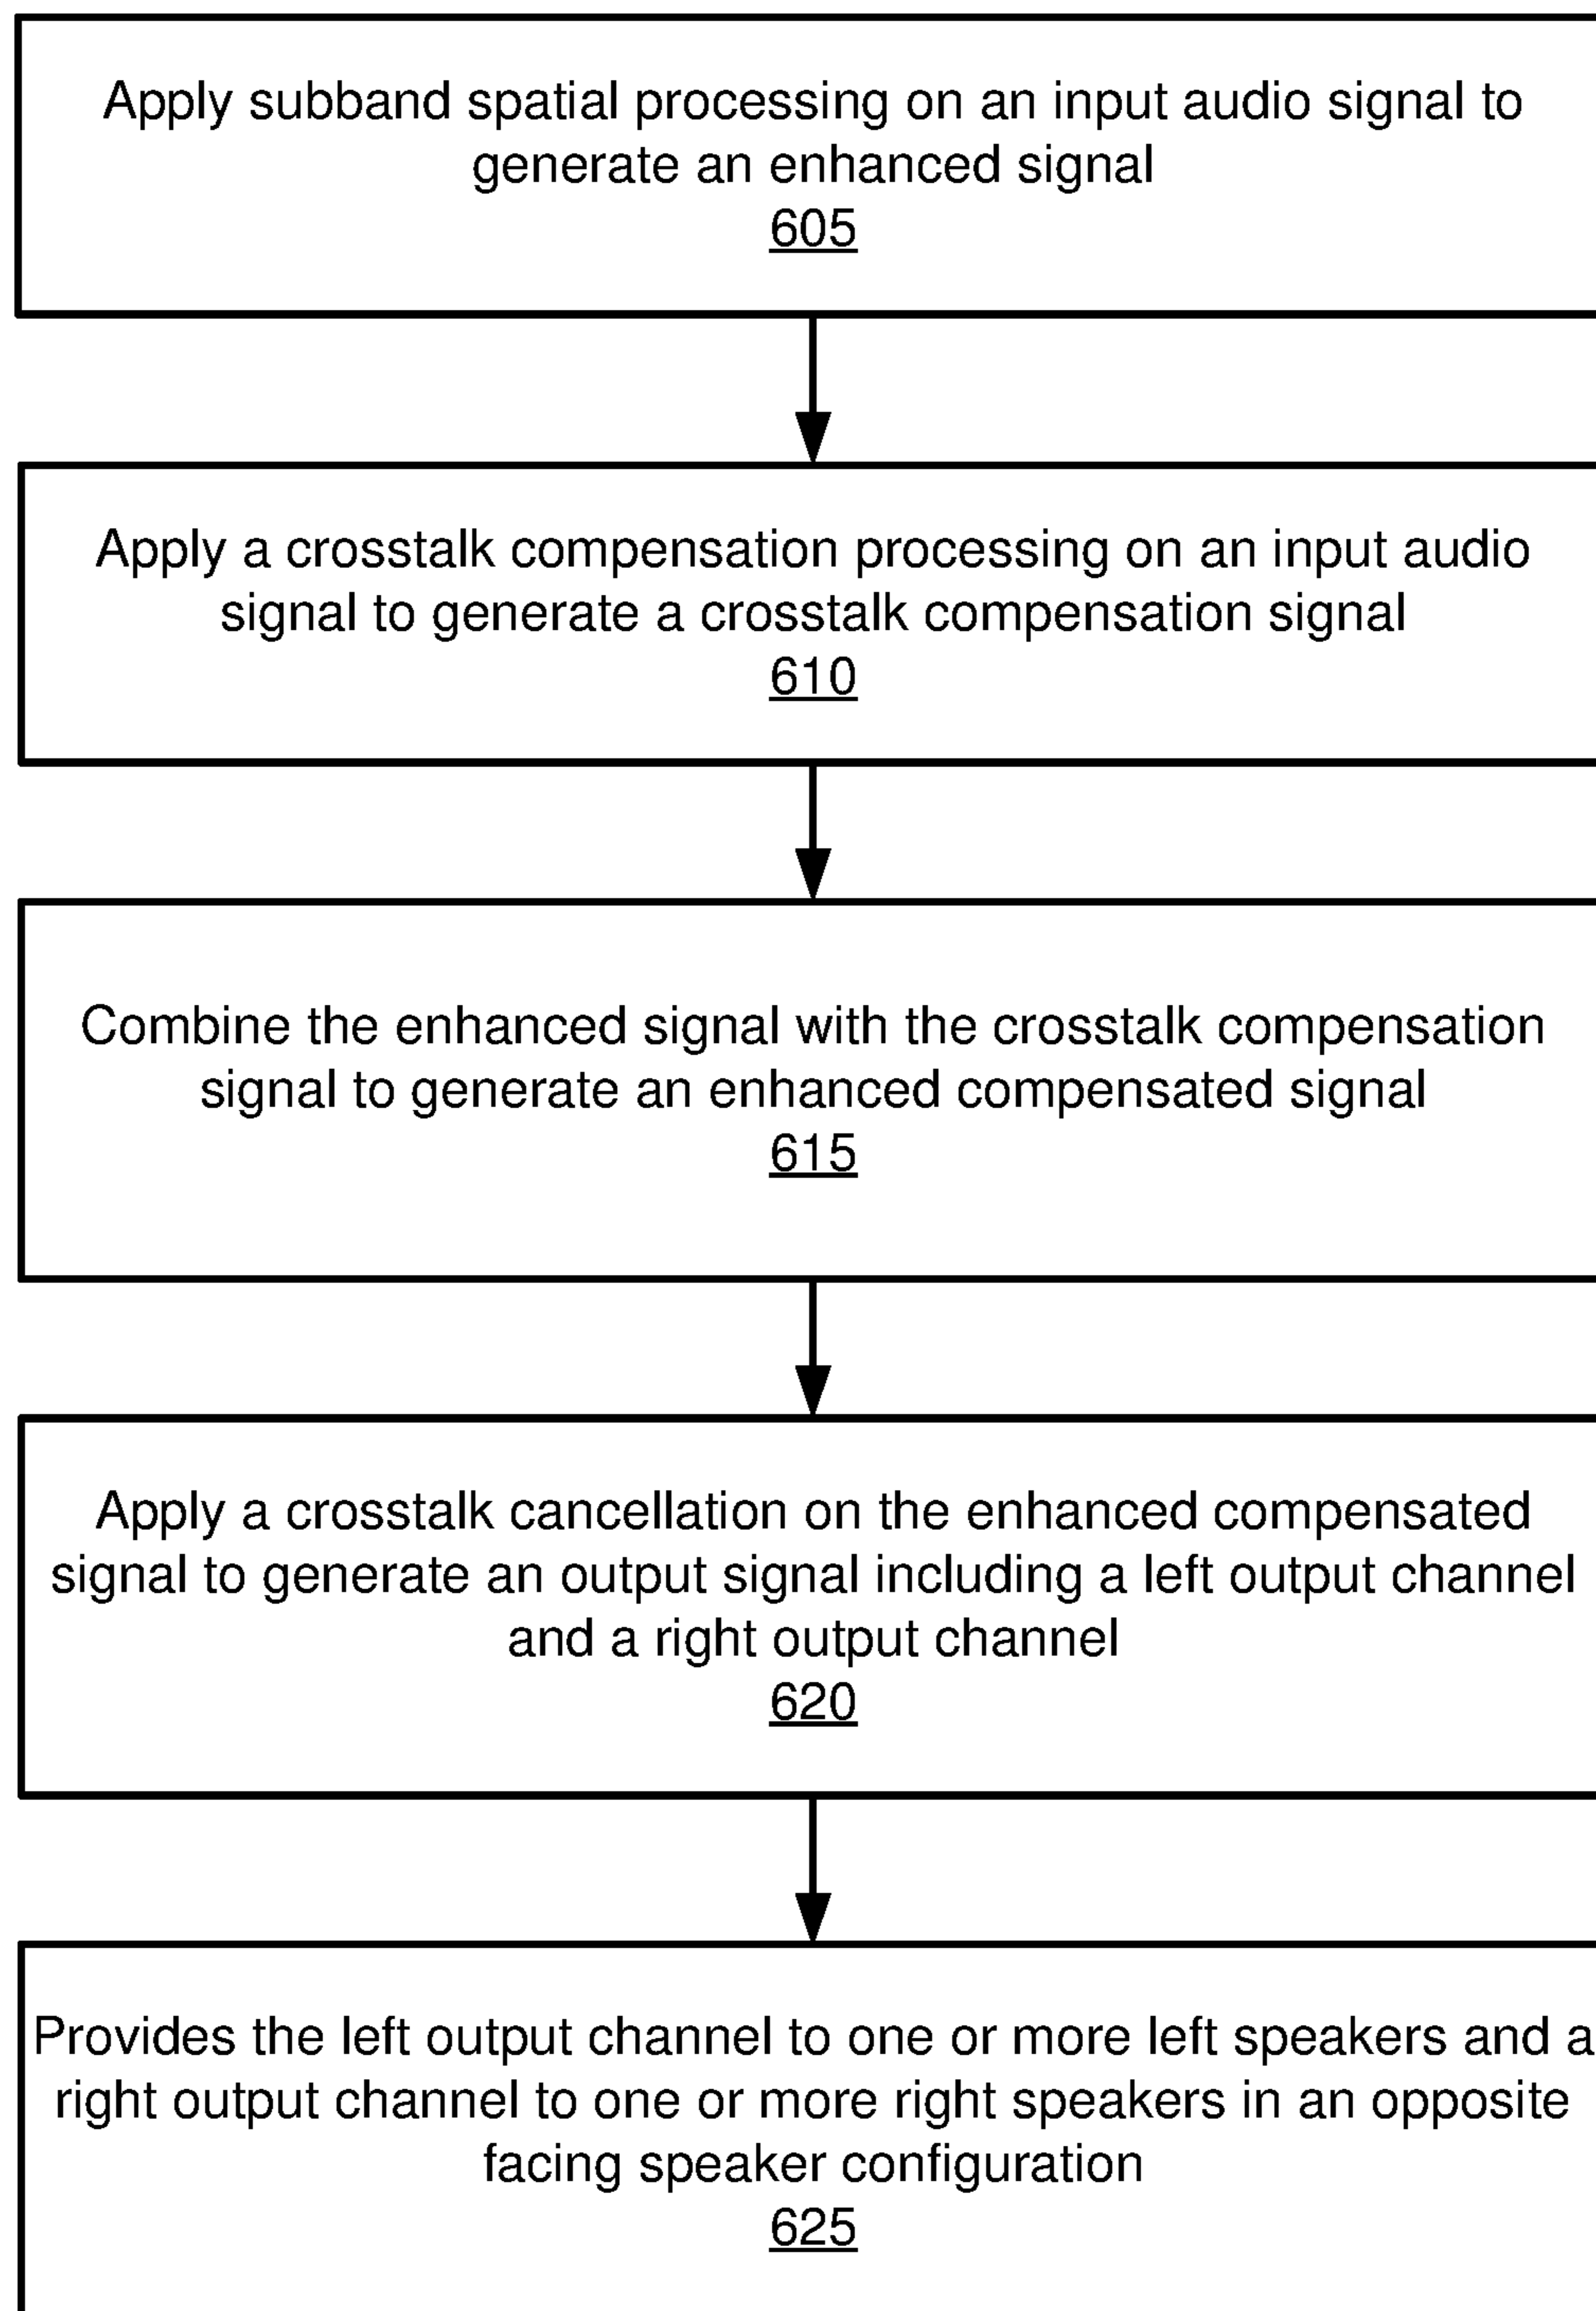 Apply subband spatial processing on an input audio signal to
generate an enhanced signal
605
Apply a crosstalk compensation processing on an input audio
signal to generate a crosstalk compensation signal
610
Combine the enhanced signal with the crosstalk compensation
signal to generate an enhanced compensated signal
615
Apply a crosstalk cancellation on the enhanced compensated
signal to generate an output signal including a left output channel
and a right output channel
620
Provides the left output channel to one or more left speakers and a
right output channel to one or more right speakers in an opposite
facing speaker configuration
625